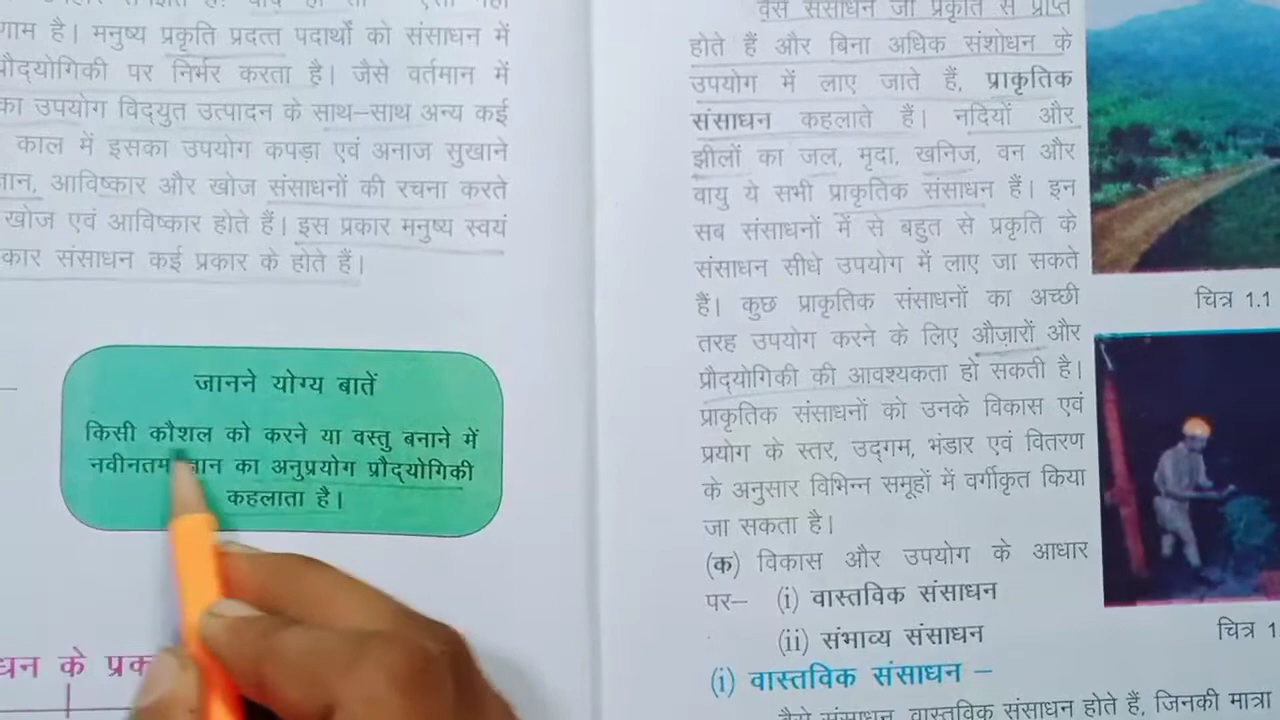 है। मनुष्य प्रकृति प्रदत्त पदार्थों को संसाधन में
पर निर्भर करता है। जैसे वर्तमान में
का उपयोग विद्युत उत्पादन के साथ–साथ अन्य कई
काल में इसका उपयोग कपड़ा एवं अनाज सुखाने
आविष्कार और खोज संसाधनों की रचना करते
खोज एवं आविष्कार होते हैं। इस प्रकार मनुष्य स्वयं
संसाधन कई प्रकार के होते हैं।
जानने योग्य बातें
किसी कौशल को करने या वस्तु बनाने में
नवीनतम ज्ञान का अनुप्रयोग प्रौद्योगिकी
कहलाता है।
के
वैसे संसाधन जो प्रकृति से प्राप्त
होते हैं और बिना अधिक संशोधन के
उपयोग में लाए जाते हैं, प्राकृतिक
संसाधन कहलाते हैं। नदियों और
झीलों का जल, मृदा, खनिज, वन और
वायु ये सभी प्राकृतिक संसाधन हैं। इन
सब संसाधनों में से बहुत से प्रकृति के
संसाधन सीधे उपयोग में लाए जा सकते
हैं। कुछ प्राकृतिक संसाधनों का अच्छी
तरह उपयोग करने के लिए औज़ारों और
प्रौद्योगिकी की आवश्यकता हो सकती है।
प्राकृतिक संसाधनों को उनके विकास एवं
प्रयोग के स्तर, उद्गम, भंडार एवं वितरण
के अनुसार विभिन्न समूहों में वर्गीकृत किया
जा सकता है।
(क) विकास और उपयोग के आधार
पर– (i) वास्तविक संसाधन
(ii) संभाव्य संसाधन
(i) वास्तविक संसाधन –
वैसे संसाधन, वास्तविक संसाधन होते हैं, जिनकी मात्रा
चित्र 1.1
चित्र 1